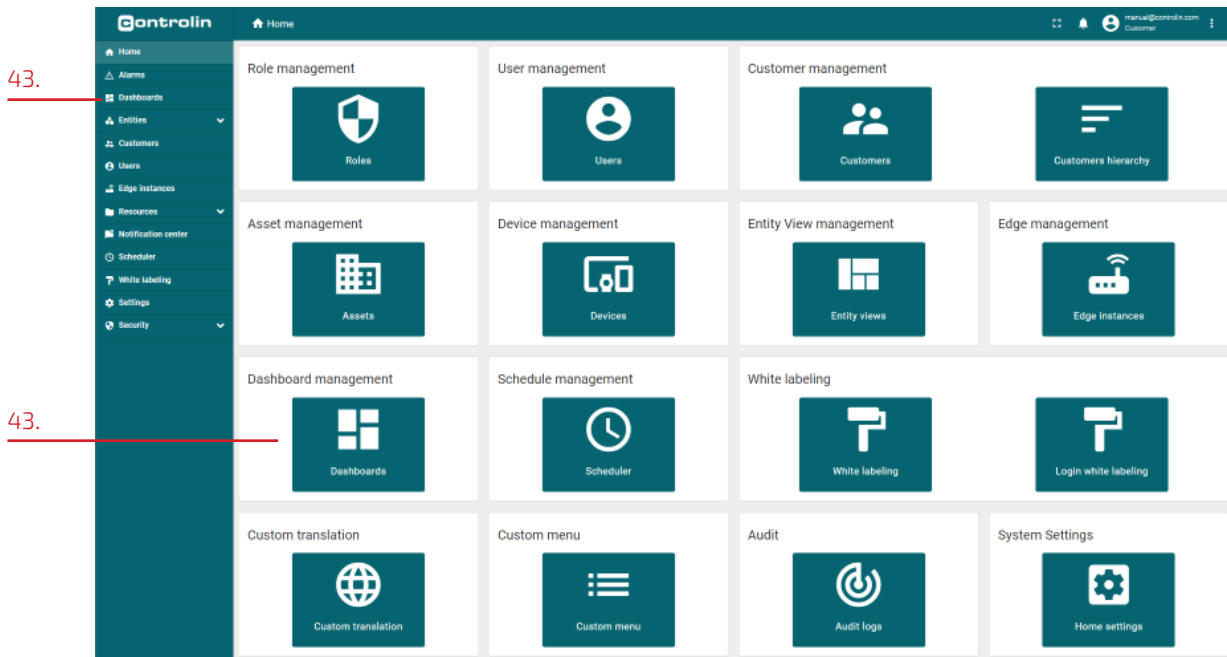 controlin
Home
manual@controlin.com
Customer
Home
Alarms
43.
Dashboards
Entities
Customers
Users
Edge instances
Resources
Notification center
Scheduler
White labeling
Settings
Security
Role management
Roles
User management
Users
Customer management
Customers
Customers hierarchy
Asset management
Assets
Device management
Devices
Entity View management
Entity views
Edge management
Edge instances
43.
Dashboard management
Dashboards
Schedule management
Scheduler
White labeling
White labeling
Login white labeling
Custom translation
Custom translation
Custom menu
Custom menu
Audit
Audit logs
System Settings
Home settings